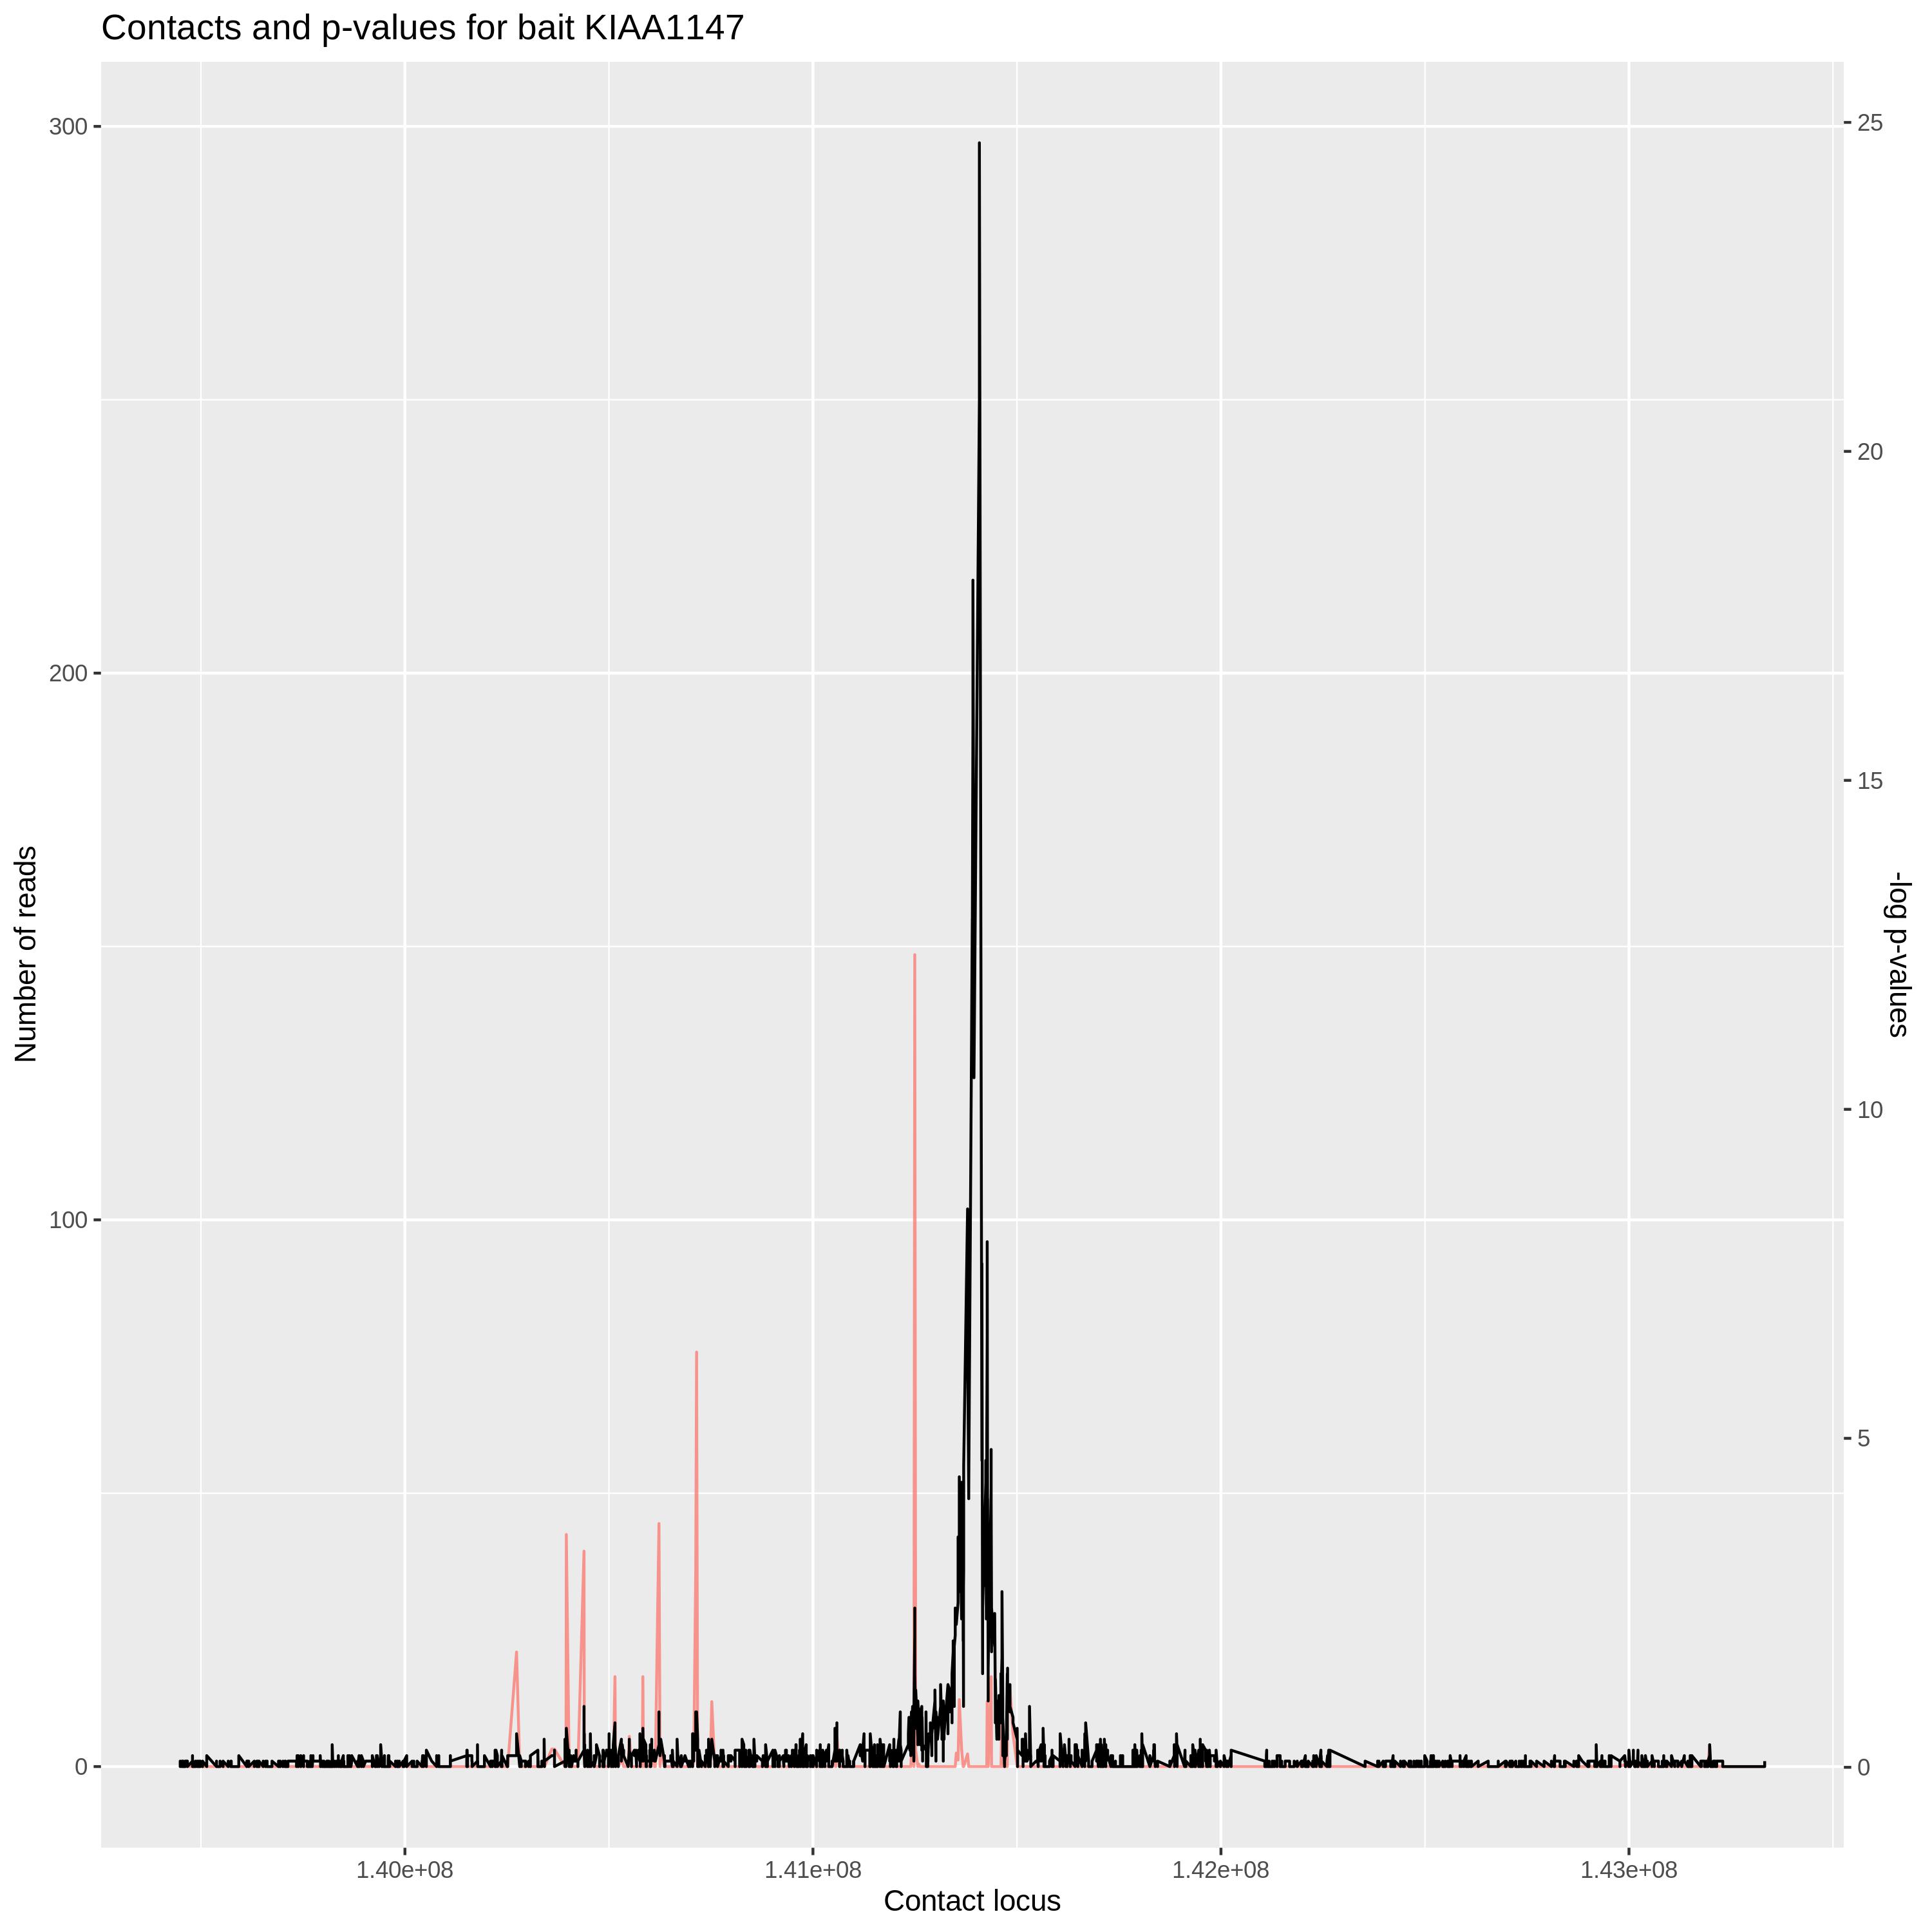 Contacts and p-values for bait KIAA1147
300
200
100
0
Number of reads
25
20
15
10
5
0
-log p-values
1.40e+08
1.41e+08
1.42e+08
1.43e+08
Contact locus